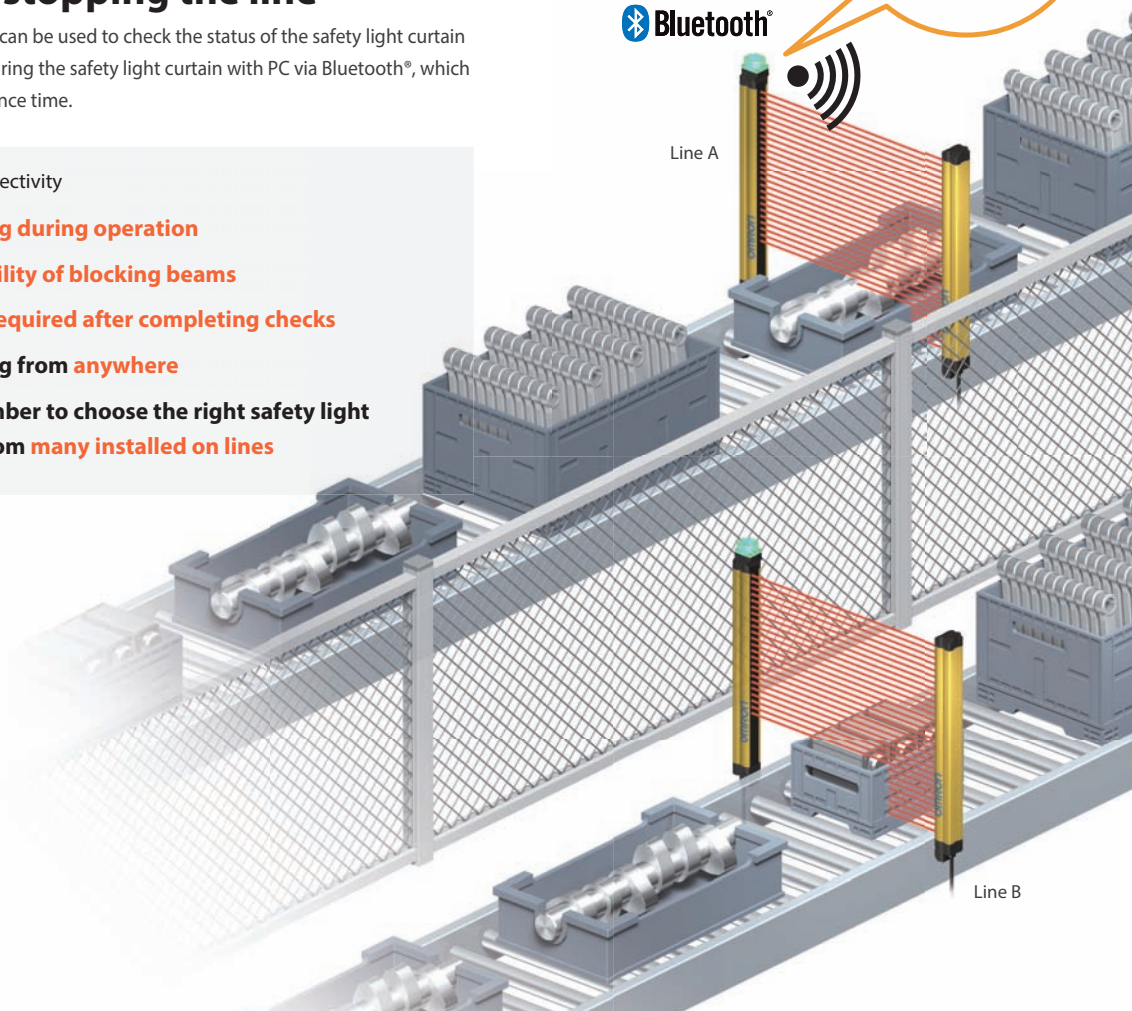 stopping the line
can be used to check the status of the safety light curtain
ring the safety light curtain with PC via Bluetooth®, which
nce time.
ectivity
g during operation
ility of blocking beams
equired after completing checks
g from anywhere
ber to choose the right safety light
om many installed on lines
Bluetooth®
Line A
omron
omron
omron
omron
Line B